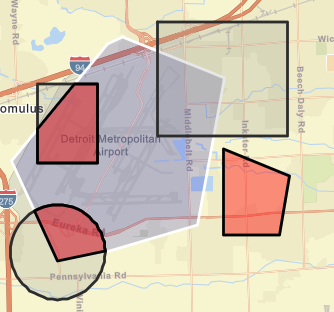 Wayne Rd
94
Wic
Beech Daly Rd
omulus
Middlebelt Rd
Inkster Rd
Detroit Metropolitan
Airport
275
Eureka Rd
Pennsylvania Rd